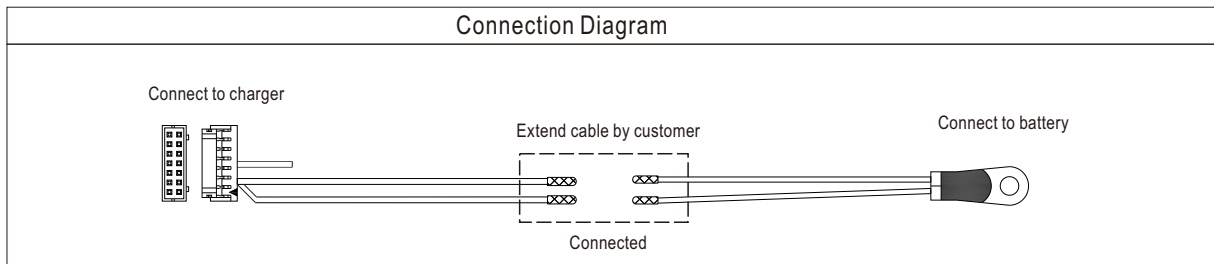 Connection Diagram
Connect to charger
Extend cable by customer
Connect to battery
Connected